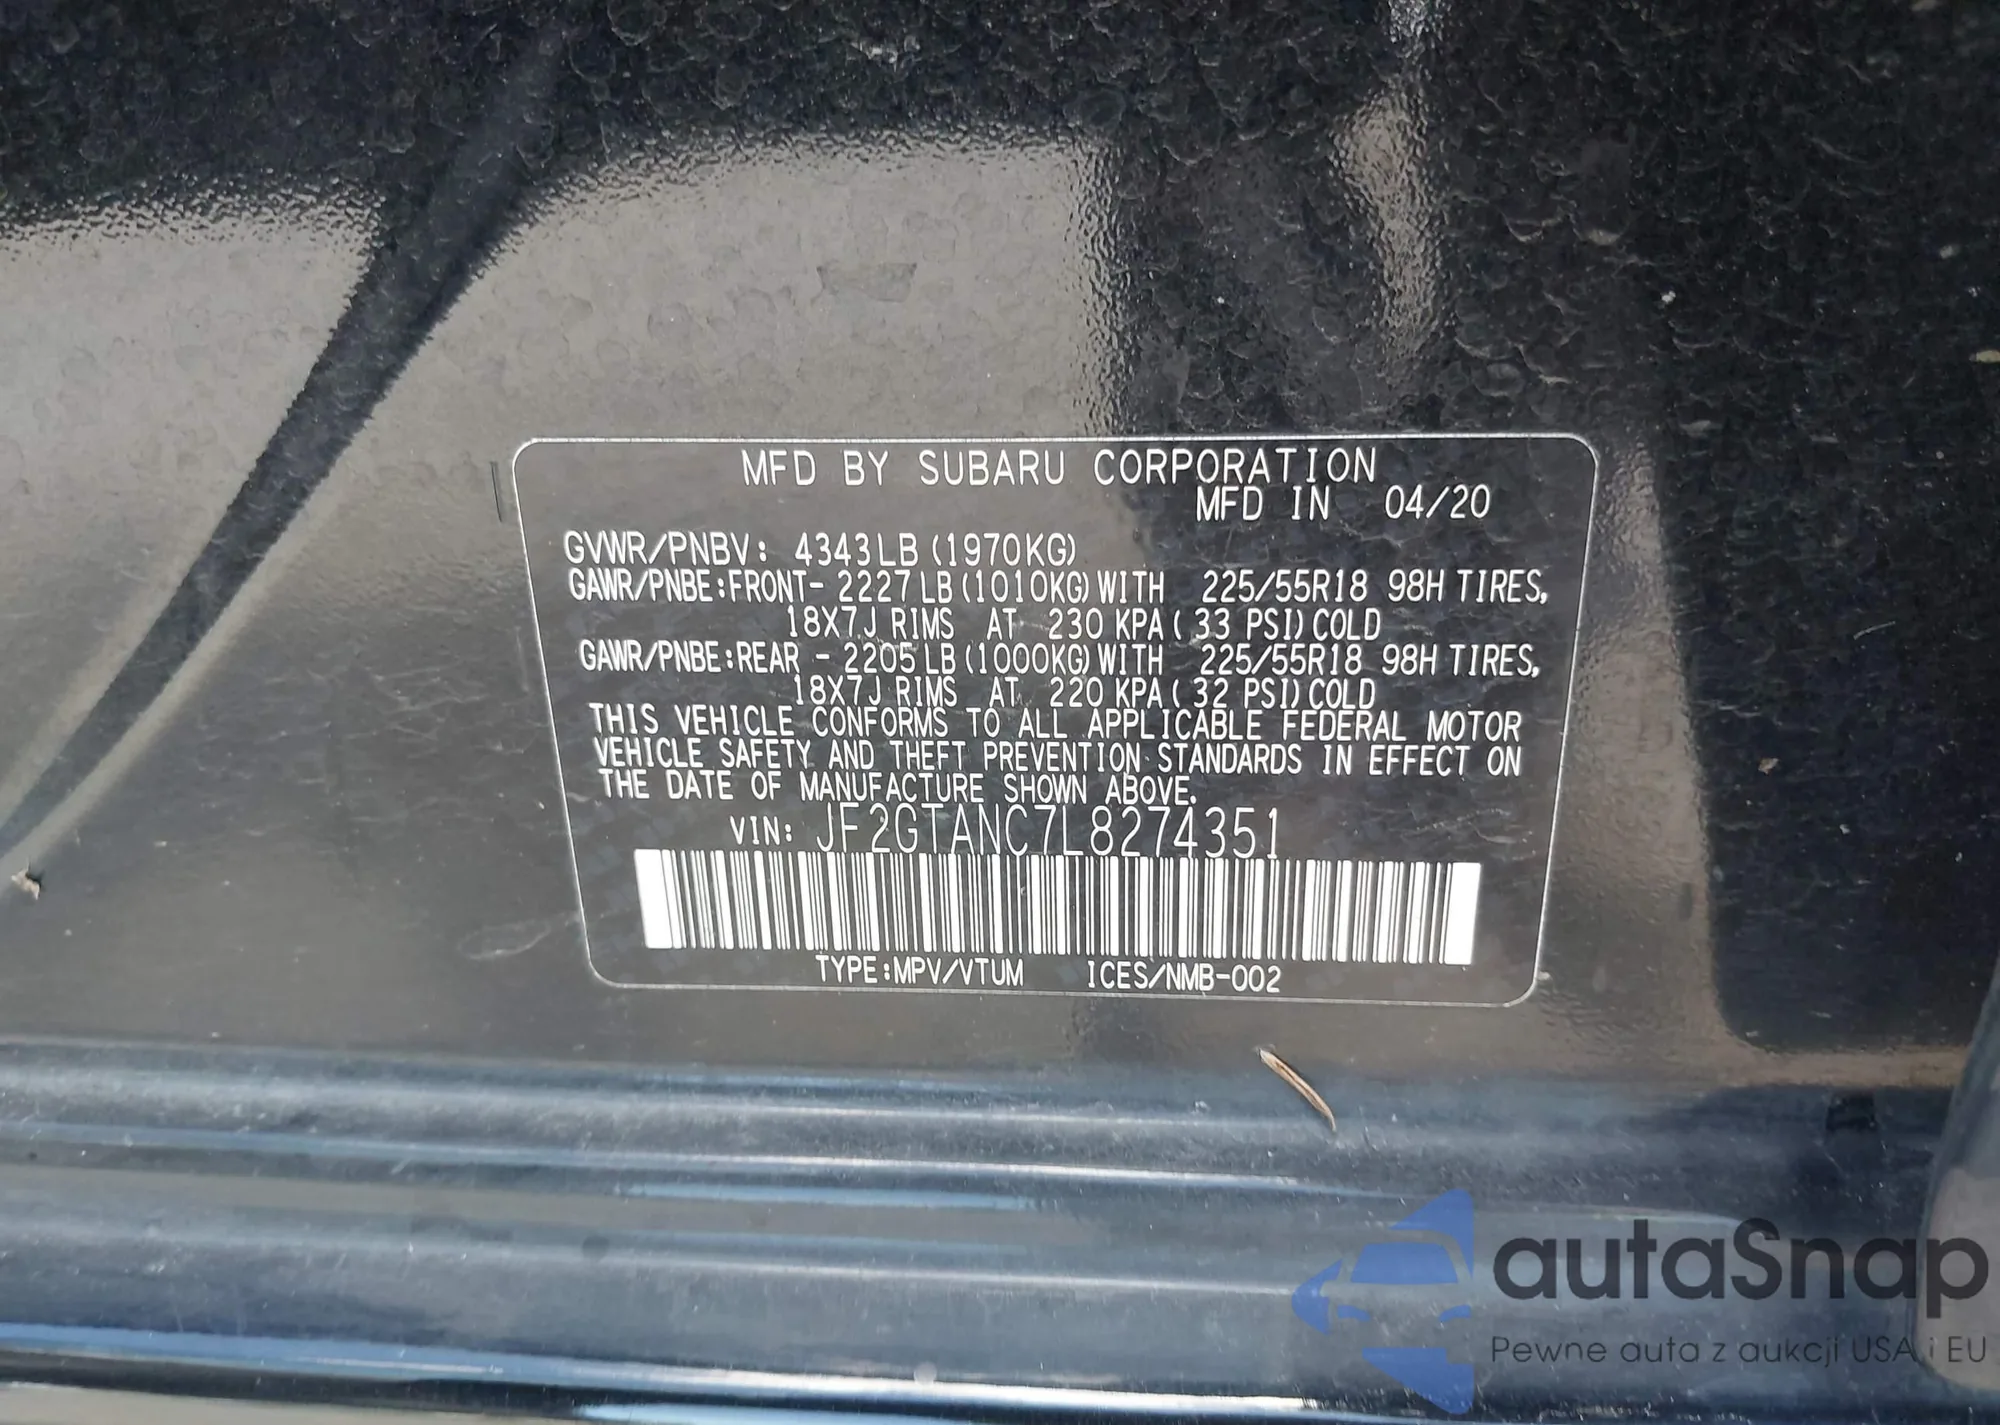 MFD BY SUBARU CORPORATION
MFD IN 04/20
GVWR/PNBV: 4343LB (1970KG)
GAWR/PNBE:FRONT- 2227LB (1010KG) WITH 225/55R18 98H TIRES,
18X7J RIMS AT 230 KPA( 33 PSI) COLD
GAWR/PNBE:REAR - 2205LB (1000KG) WITH 225/55R18 98H TIRES,
18X7J RIMS AT 220 KPA( 32 PSI) COLD
THIS VEHICLE CONFORMS TO ALL APPLICABLE FEDERAL MOTOR
VEHICLE SAFETY AND THEFT PREVENTION STANDARDS IN EFFECT ON
THE DATE OF MANUFACTURE SHOWN ABOVE.
VIN: JF2GTANC7L8274351
TYPE:MPV/VTUM ICES/NMB-002
autaSnap
Pewne auta z aukcji USA i EU